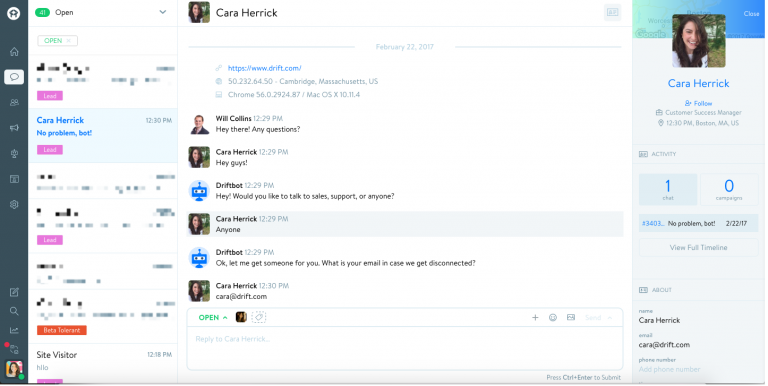 41 Open
OPEN ×
Lead
Cara Herrick 12:30 PM
No problem, bot!
Lead
Lead
Beta Tolerant
Site Visitor 12:18 PM
hllo
Lead
Cara Herrick
February 22, 2017
https://www.drift.com/
50.232.64.50 - Cambridge, Massachusetts, US
Chrome 56.0.2924.87 / Mac OS X 10.11.4
Will Collins 12:29 PM
Hey there! Any questions?
Cara Herrick 12:29 PM
Hey guys!
Driftbot 12:29 PM
Hey! Would you like to talk to sales, support, or anyone?
Cara Herrick 12:29 PM
Anyone
Driftbot 12:29 PM
Ok, let me get someone for you. What is your email in case we get disconnected?
Cara Herrick 12:30 PM
cara@drift.com
OPEN
Send
Reply to Cara Herrick...
Press Ctrl+Enter to Submit
Close
Boston
Google
Cara Herrick
Follow
Customer Success Manager
12:30 PM, Boston, MA, US
ACTIVITY
1 0
chat campaigns
#3403.. No problem, bot! 2/22/17
View Full Timeline
ABOUT
name
Cara Herrick
email
cara@drift.com
phone number
Add phone number